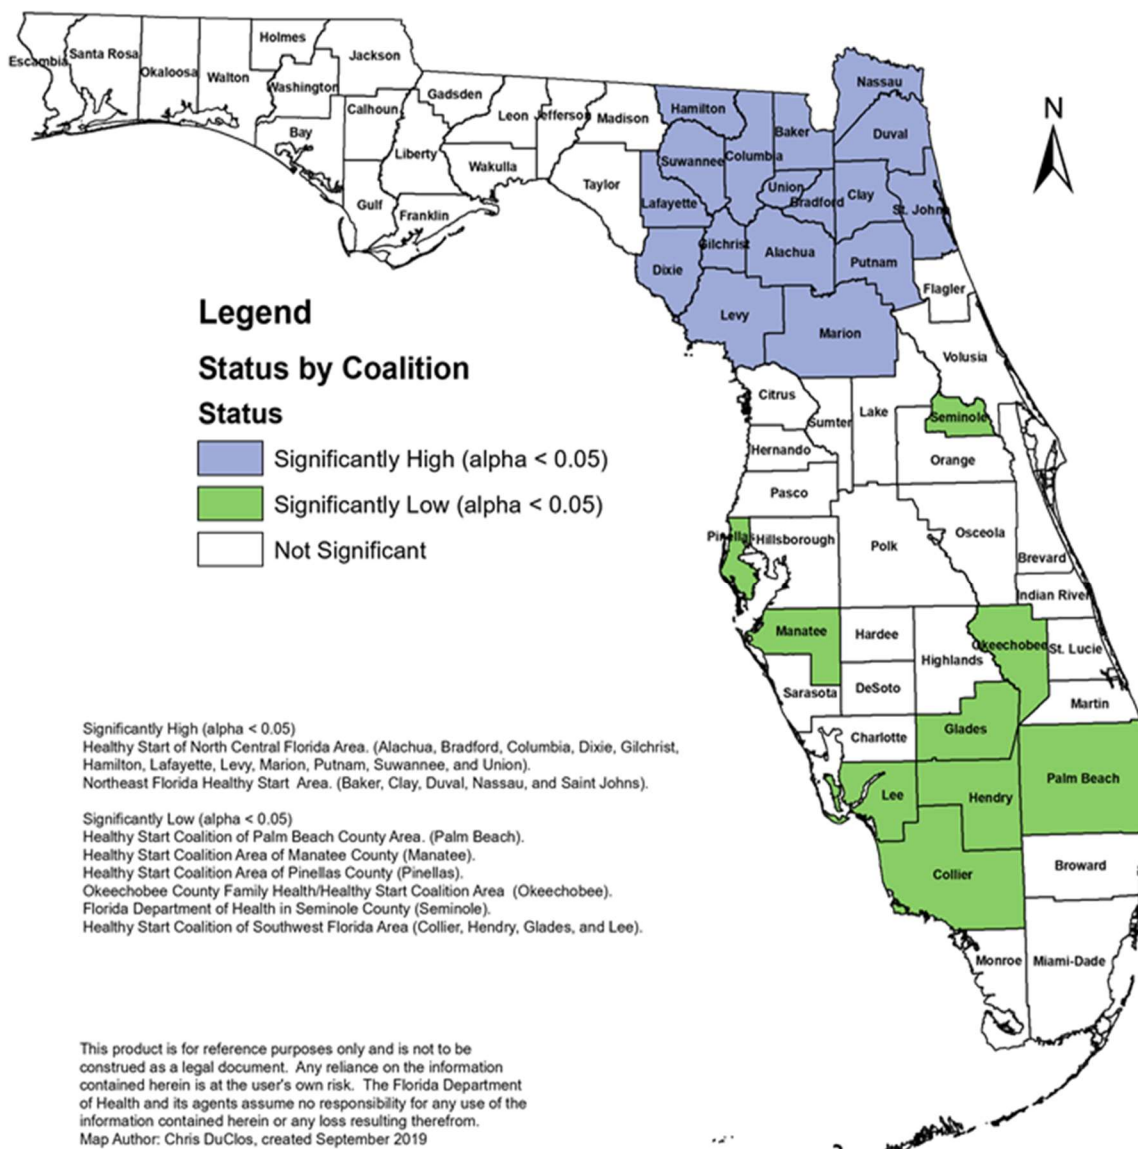 Holmes
Jackson
Escambia
Santa Rosa
Okaloosa
Walton
Washington
Gadsden
Calhoun
Leon
Jefferson
Madison
Hamilton
Nassau
Bay
Liberty
Wakulla
Taylor
Suwannee
Columbia
Baker
Duval
Gulf
Franklin
Lafayette
Union
Bradford
Clay
St. Johns
Dixie
Gilchrist
Alachua
Putnam
Flagler
Levy
Marion
Volusia
N
Legend
Status by Coalition
Status
Significantly High (alpha < 0.05)
Significantly Low (alpha < 0.05)
Not Significant
Citrus
Sumter
Lake
Seminole
Hernando
Orange
Pasco
Pinellas
Hillsborough
Polk
Osceola
Brevard
Indian River
Manatee
Hardee
Highlands
Okeechobee
St. Lucie
Sarasota
DeSoto
Martin
Charlotte
Glades
Lee
Hendry
Palm Beach
Collier
Broward
Monroe
Miami-Dade
Significantly High (alpha < 0.05)
Healthy Start of North Central Florida Area. (Alachua, Bradford, Columbia, Dixie, Gilchrist,
Hamilton, Lafayette, Levy, Marion, Putnam, Suwannee, and Union).
Northeast Florida Healthy Start Area. (Baker, Clay, Duval, Nassau, and Saint Johns).
Significantly Low (alpha < 0.05)
Healthy Start Coalition of Palm Beach County Area. (Palm Beach).
Healthy Start Coalition Area of Manatee County (Manatee).
Healthy Start Coalition Area of Pinellas County (Pinellas).
Okeechobee County Family Health/Healthy Start Coalition Area (Okeechobee).
Florida Department of Health in Seminole County (Seminole).
Healthy Start Coalition of Southwest Florida Area (Collier, Hendry, Glades, and Lee).
This product is for reference purposes only and is not to be
construed as a legal document. Any reliance on the information
contained herein is at the user's own risk. The Florida Department
of Health and its agents assume no responsibility for any use of the
information contained herein or any loss resulting therefrom.
Map Author: Chris DuClos, created September 2019